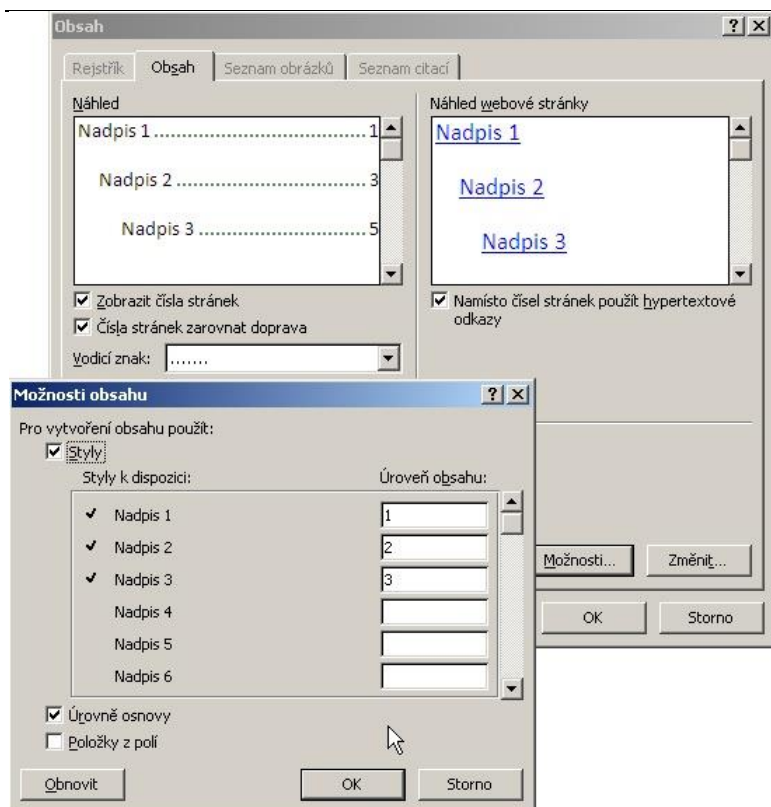 Obsah
Rejstřík Obsah Seznam obrázků Seznam citací
Náhled
Nadpis 1 ..................................... 1
Nadpis 2 ................................. 3
Nadpis 3 ............................. 5
Náhled webové stránky
Nadpis 1
Nadpis 2
Nadpis 3
Zobrazit čísla stránek
Čísla stránek zarovnat doprava
Vodicí znak: .......
Namísto čísel stránek použít hypertextové
odkazy
Možnosti... Změnit...
OK Storno
Možnosti obsahu
Pro vytvoření obsahu použít:
Styly
Styly k dispozici: Úroveň obsahu:
Nadpis 1 1
Nadpis 2 2
Nadpis 3 3
Nadpis 4
Nadpis 5
Nadpis 6
Úrovně osnovy
Položky z polí
Obnovit OK Storno